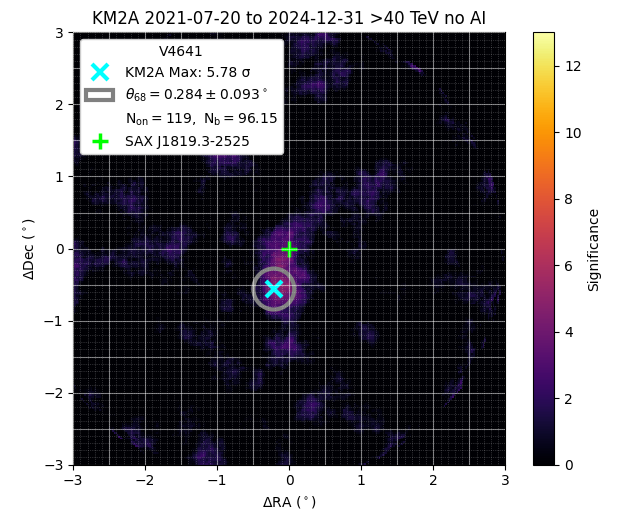 KM2A 2021-07-20 to 2024-12-31 >40 TeV no AI
V4641
KM2A Max: 5.78 σ
θ₆₈ = 0.284 ± 0.093°
Nₒₙ = 119, N_b = 96.15
SAX J1819.3-2525
3
2
1
0
−1
−2
−3
ΔDec (°)
−3 −2 −1 0 1 2 3
ΔRA (°)
12
10
8
6
4
2
0
Significance